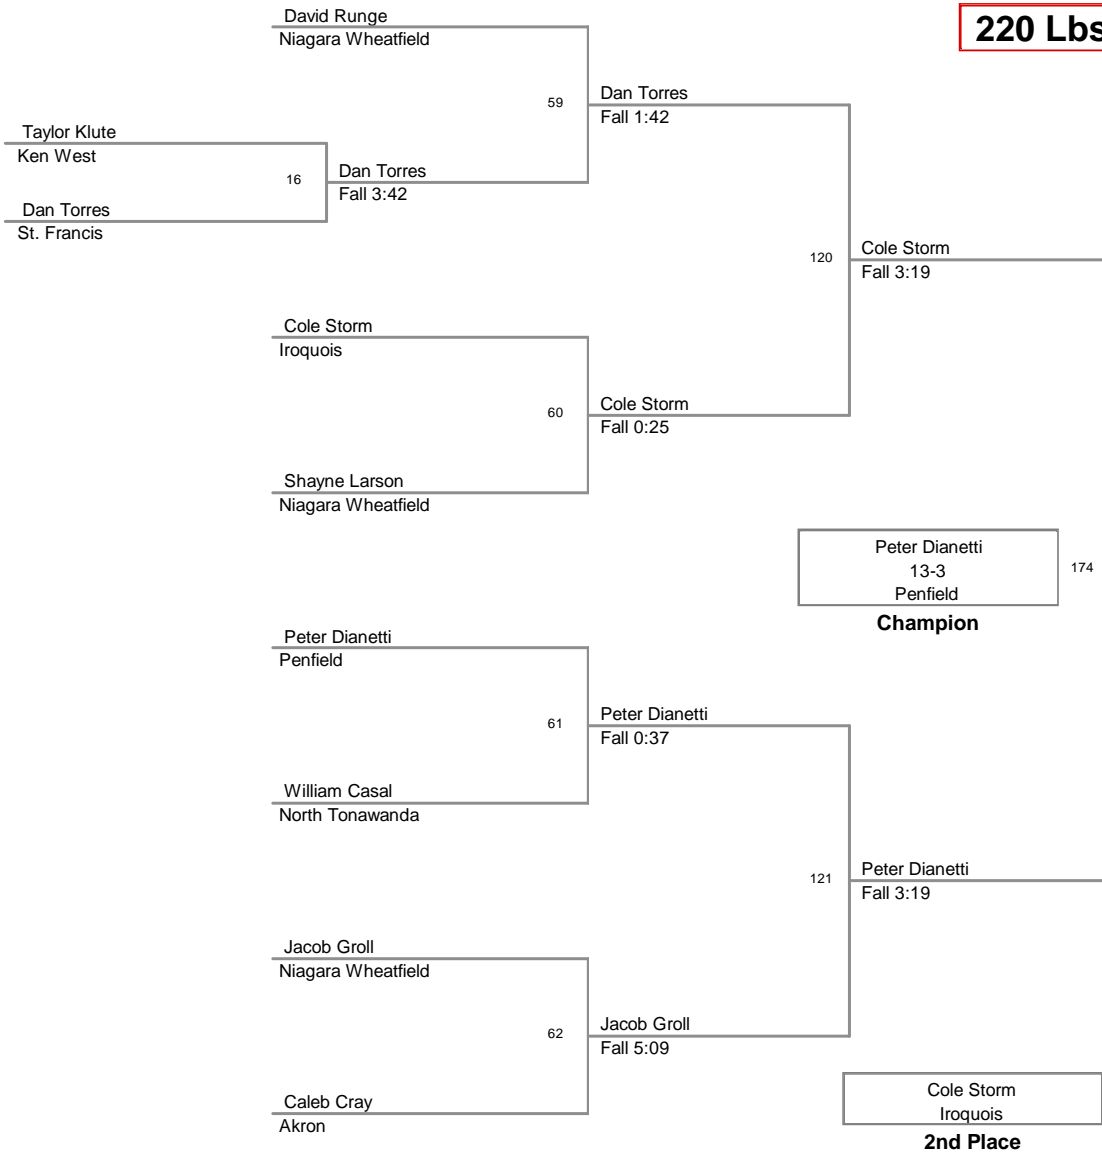 David Runge
220 Lbs
Niagara Wheatfield
59
Dan Torres
Fall 1:42
Taylor Klute
Ken West
16
Dan Torres
Fall 3:42
Dan Torres
St. Francis
120
Cole Storm
Fall 3:19
Cole Storm
Iroquois
60
Cole Storm
Fall 0:25
Shayne Larson
Niagara Wheatfield
Peter Dianetti
13-3
174
Penfield
Champion
Peter Dianetti
Penfield
61
Peter Dianetti
Fall 0:37
William Casal
North Tonawanda
121
Peter Dianetti
Fall 3:19
Jacob Groll
Niagara Wheatfield
62
Jacob Groll
Fall 5:09
Caleb Cray
Akron
Cole Storm
Iroquois
2nd Place